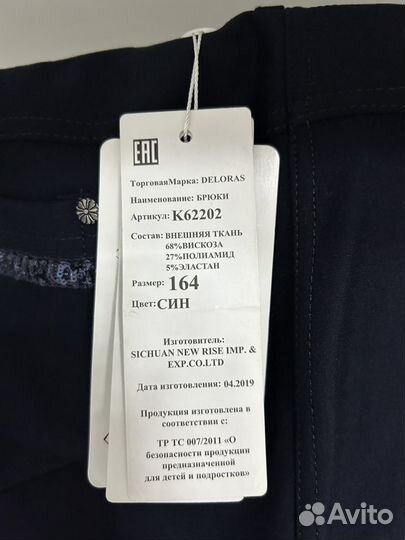 EAC
ТорговаяМарка: DELORAS
Наименование: БРЮКИ
Артикул: K62202
Состав: ВНЕШНЯЯ ТКАНЬ
68%ВИСКОЗА
27%ПОЛИАМИД
5%ЭЛАСТАН
Размер: 164
Цвет: СИН
Изготовитель:
SICHUAN NEW RISE IMP. &
EXP.CO.LTD
Дата изготовления: 04.2019
Продукция изготовлена в
соответствии с:
ТР ТС 007/2011 «О
безопасности продукции
предназначенной
для детей и подростков»
Avito